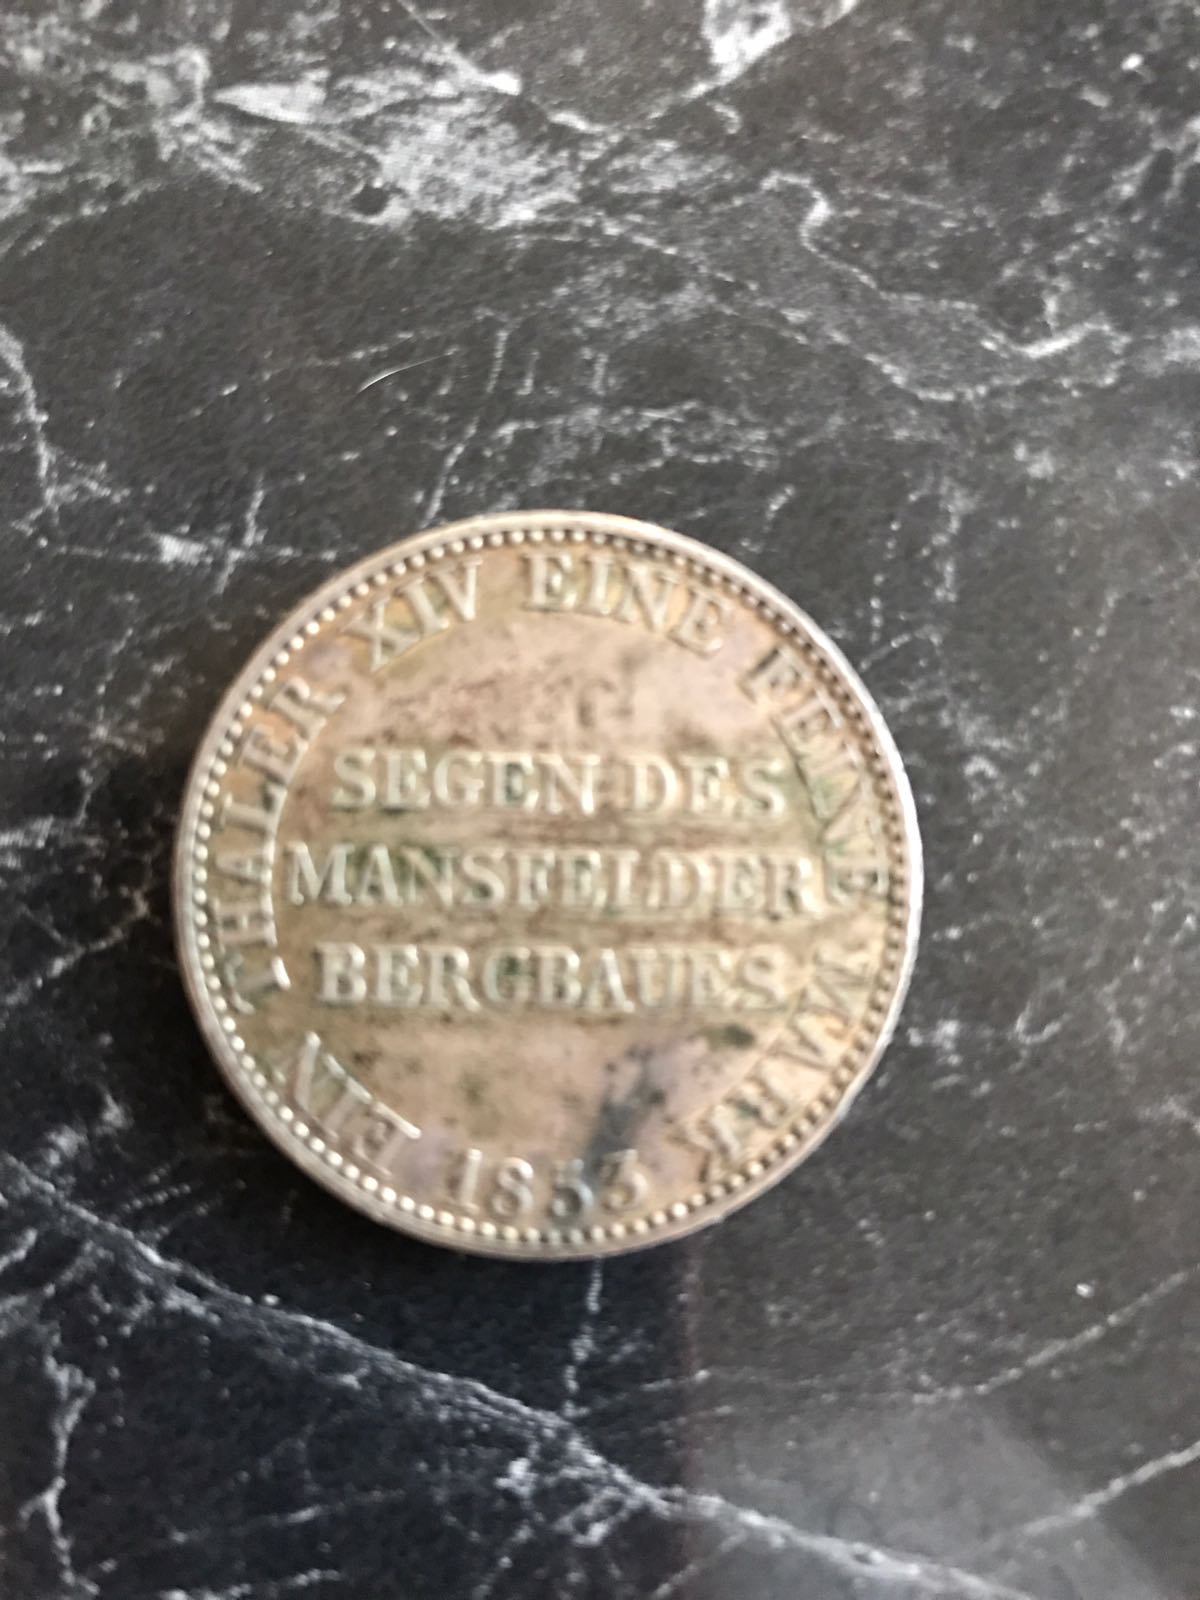 EIN THALER XIV EINE FEINE MARK
SEGEN DES
MANSFELDER
BERGBAUES
1853